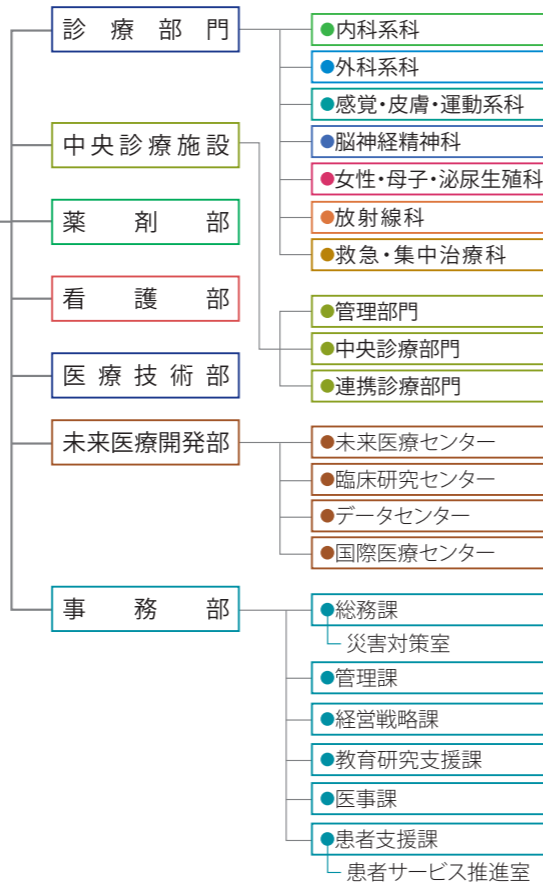 診療部門
●内科系科
●外科系科
●感覚・皮膚・運動系科
●脳神経精神科
●女性・母子・泌尿生殖科
●放射線科
●救急・集中治療科
中央診療施設
●管理部門
●中央診療部門
●連携診療部門
薬剤部
看護部
医療技術部
未来医療開発部
●未来医療センター
●臨床研究センター
●データセンター
●国際医療センター
事務部
●総務課
災害対策室
●管理課
●経営戦略課
●教育研究支援課
●医事課
●患者支援課
患者サービス推進室